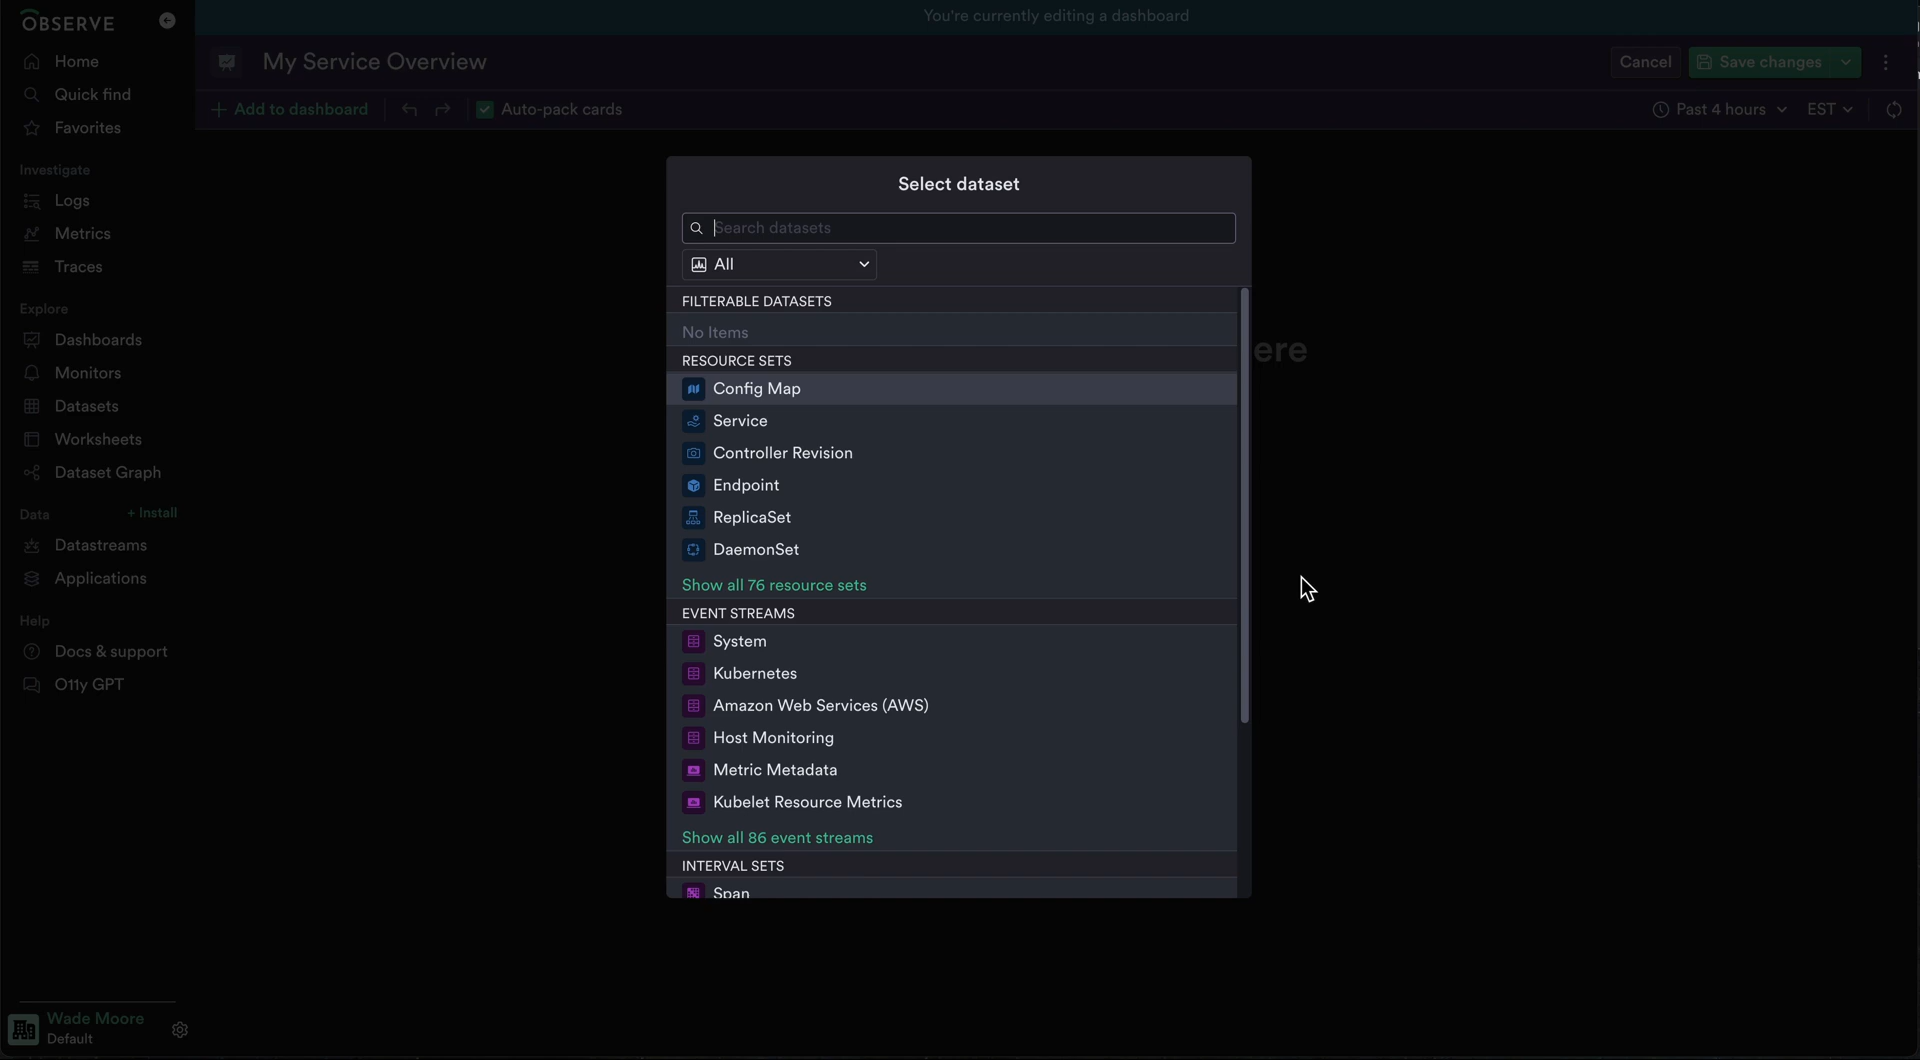 OBSERVE
You're currently editing a dashboard
Home
Quick find
Favorites
Investigate
Logs
Metrics
Traces
Explore
Dashboards
Monitors
Datasets
Worksheets
Dataset Graph
Data + Install
Datastreams
Applications
Help
Docs & support
O11y GPT
Wade Moore
Default
My Service Overview
Cancel
Save changes
+ Add to dashboard
Auto-pack cards
Past 4 hours
EST
Select dataset
Search datasets
All
FILTERABLE DATASETS
No Items
RESOURCE SETS
Config Map
Service
Controller Revision
Endpoint
ReplicaSet
DaemonSet
Show all 76 resource sets
EVENT STREAMS
System
Kubernetes
Amazon Web Services (AWS)
Host Monitoring
Metric Metadata
Kubelet Resource Metrics
Show all 86 event streams
INTERVAL SETS
Span
ere